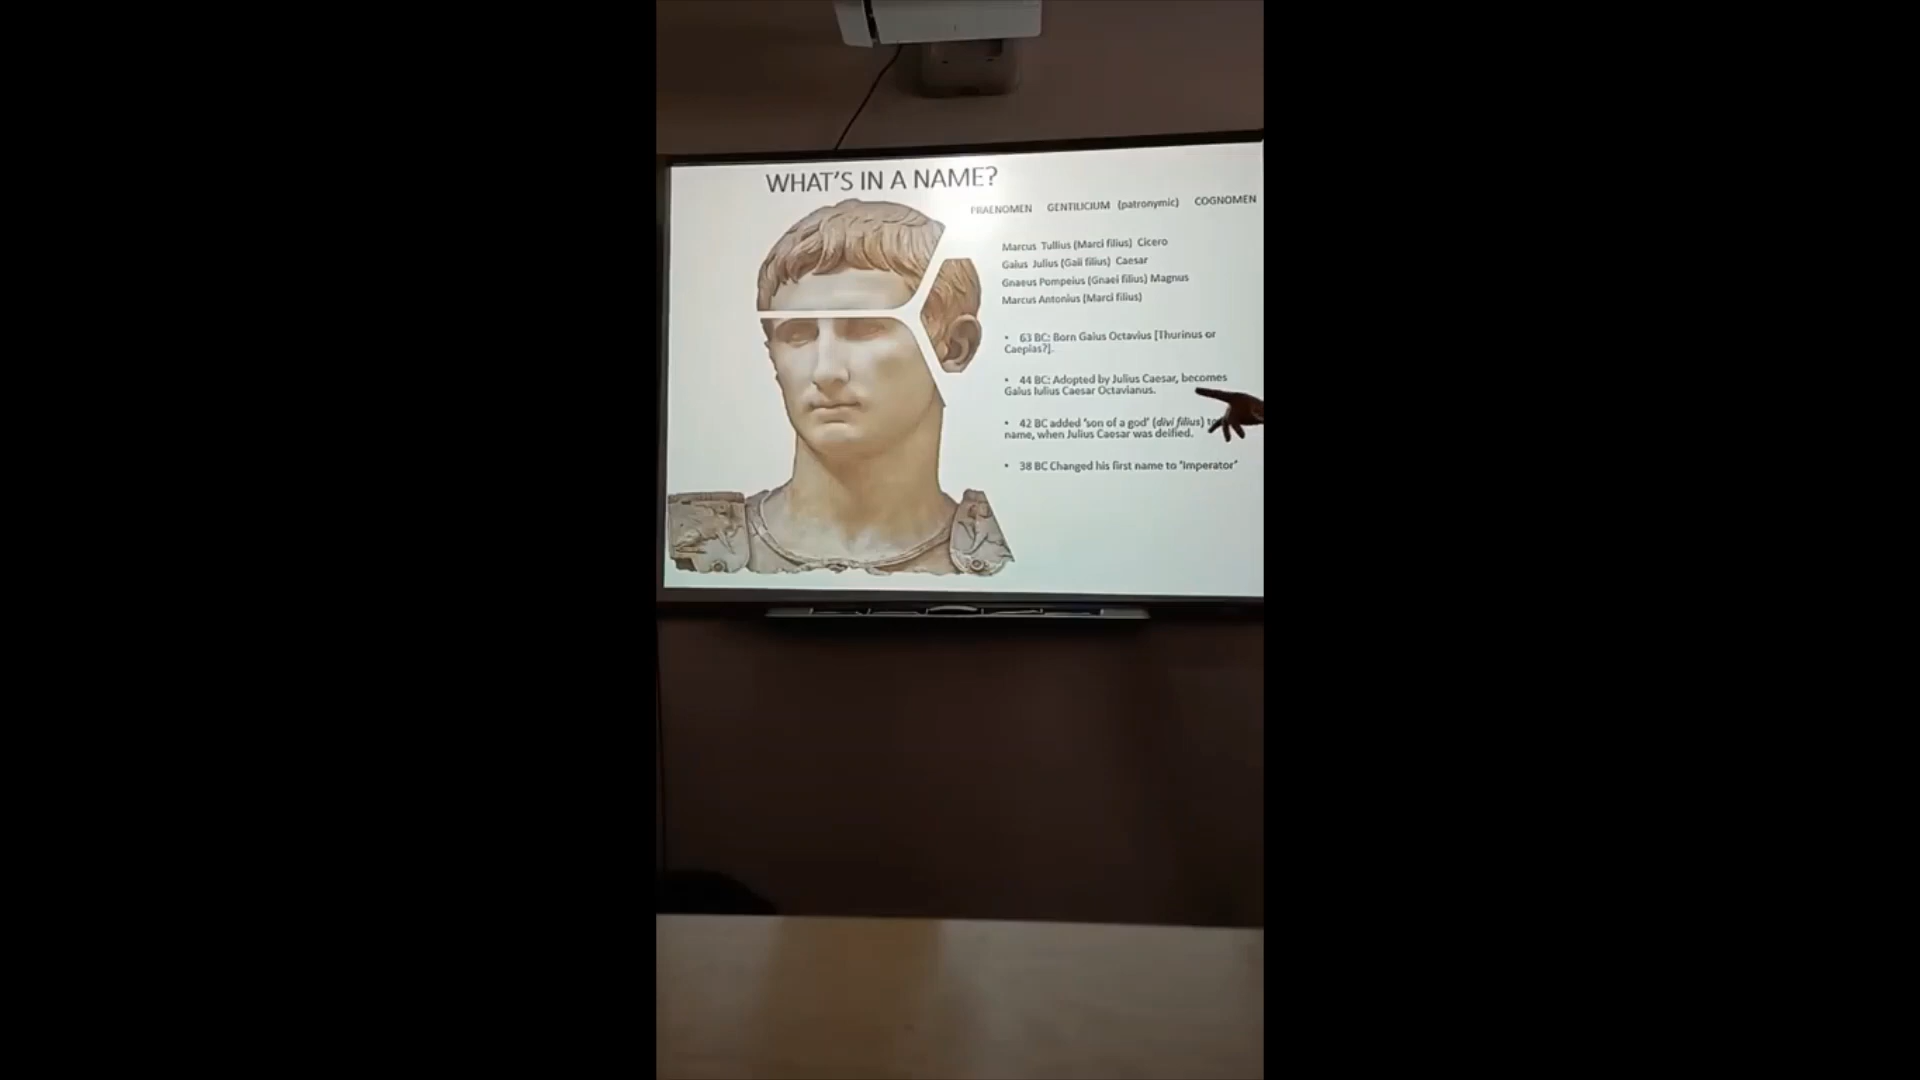 WHAT'S IN A NAME?
PRAENOMEN GENTILICIUM (patronymic) COGNOMEN
Marcus Tullius (Marci filius) Cicero
Gaius Julius (Gaii filius) Caesar
Gnaeus Pompeius (Gnaei filius) Magnus
Marcus Antonius (Marci filius)
• 63 BC: Born Gaius Octavius [Thurinus or
Caepias?].
• 44 BC: Adopted by Julius Caesar, becomes
Gaius Iulius Caesar Octavianus.
• 42 BC added 'son of a god' (divi filius)
name, when Julius Caesar was deified.
• 38 BC Changed his first name to 'Imperator'